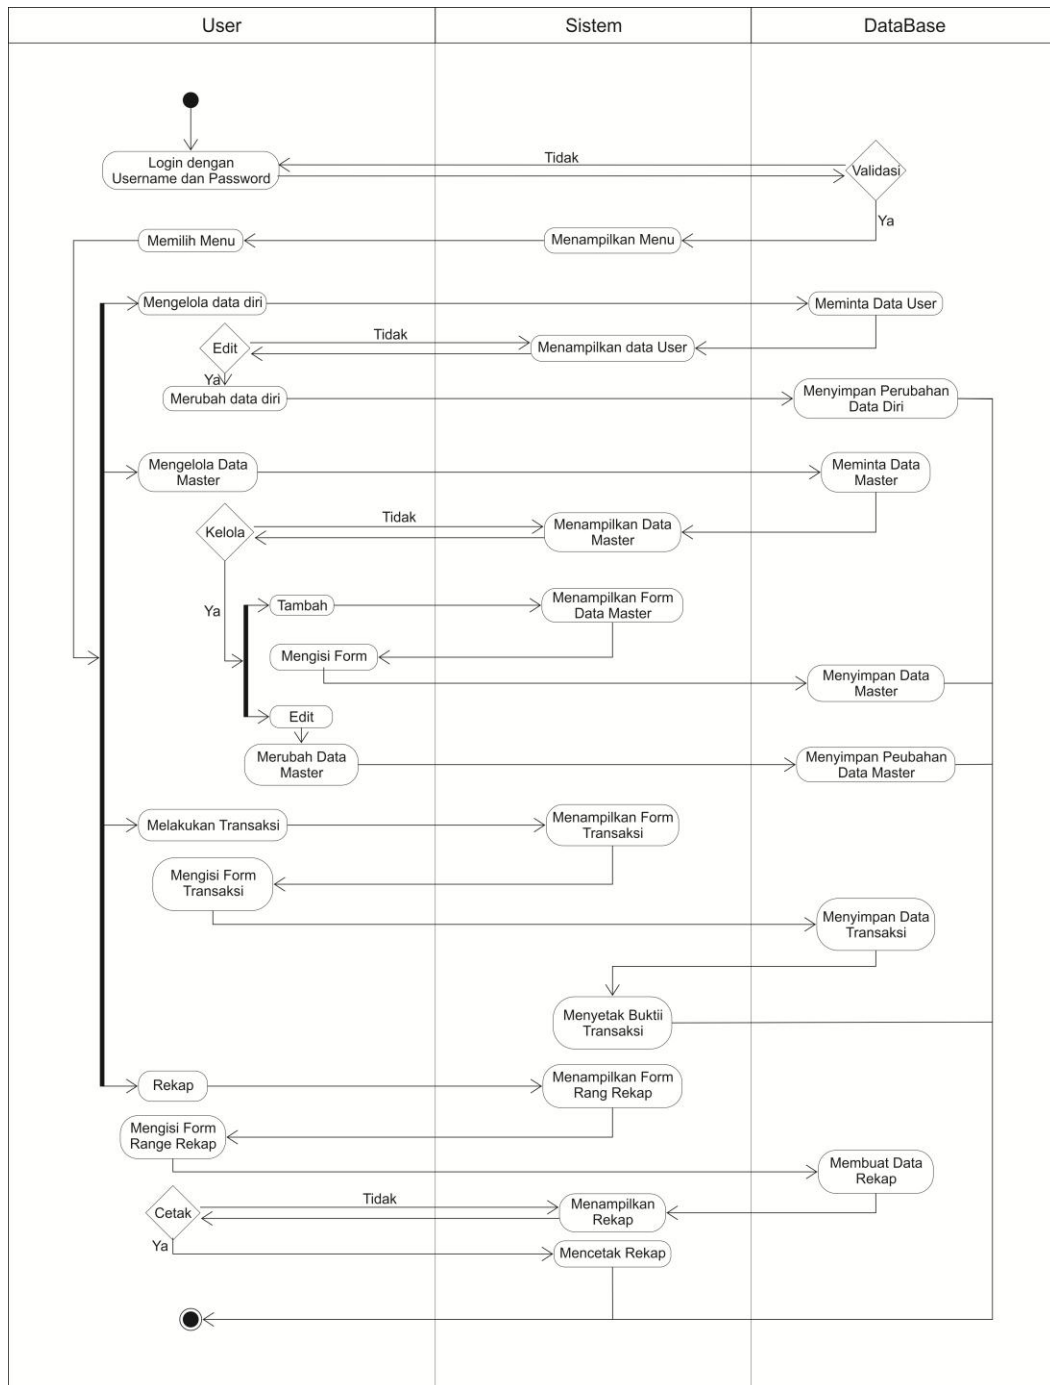 User
Sistem
DataBase
Login dengan
Username dan Password
Tidak
Validasi
Ya
Memilih Menu
Menampilkan Menu
Mengelola data diri
Meminta Data User
Edit
Tidak
Menampilkan data User
Ya
Merubah data diri
Menyimpan Perubahan
Data Diri
Mengelola Data
Master
Meminta Data
Master
Kelola
Tidak
Menampilkan Data
Master
Ya
Tambah
Menampilkan Form
Data Master
Mengisi Form
Menyimpan Data
Master
Edit
Merubah Data
Master
Menyimpan Peubahan
Data Master
Melakukan Transaksi
Menampilkan Form
Transaksi
Mengisi Form
Transaksi
Menyimpan Data
Transaksi
Menyetak Buktii
Transaksi
Rekap
Menampilkan Form
Rang Rekap
Mengisi Form
Range Rekap
Membuat Data
Rekap
Cetak
Tidak
Menampilkan
Rekap
Ya
Mencetak Rekap